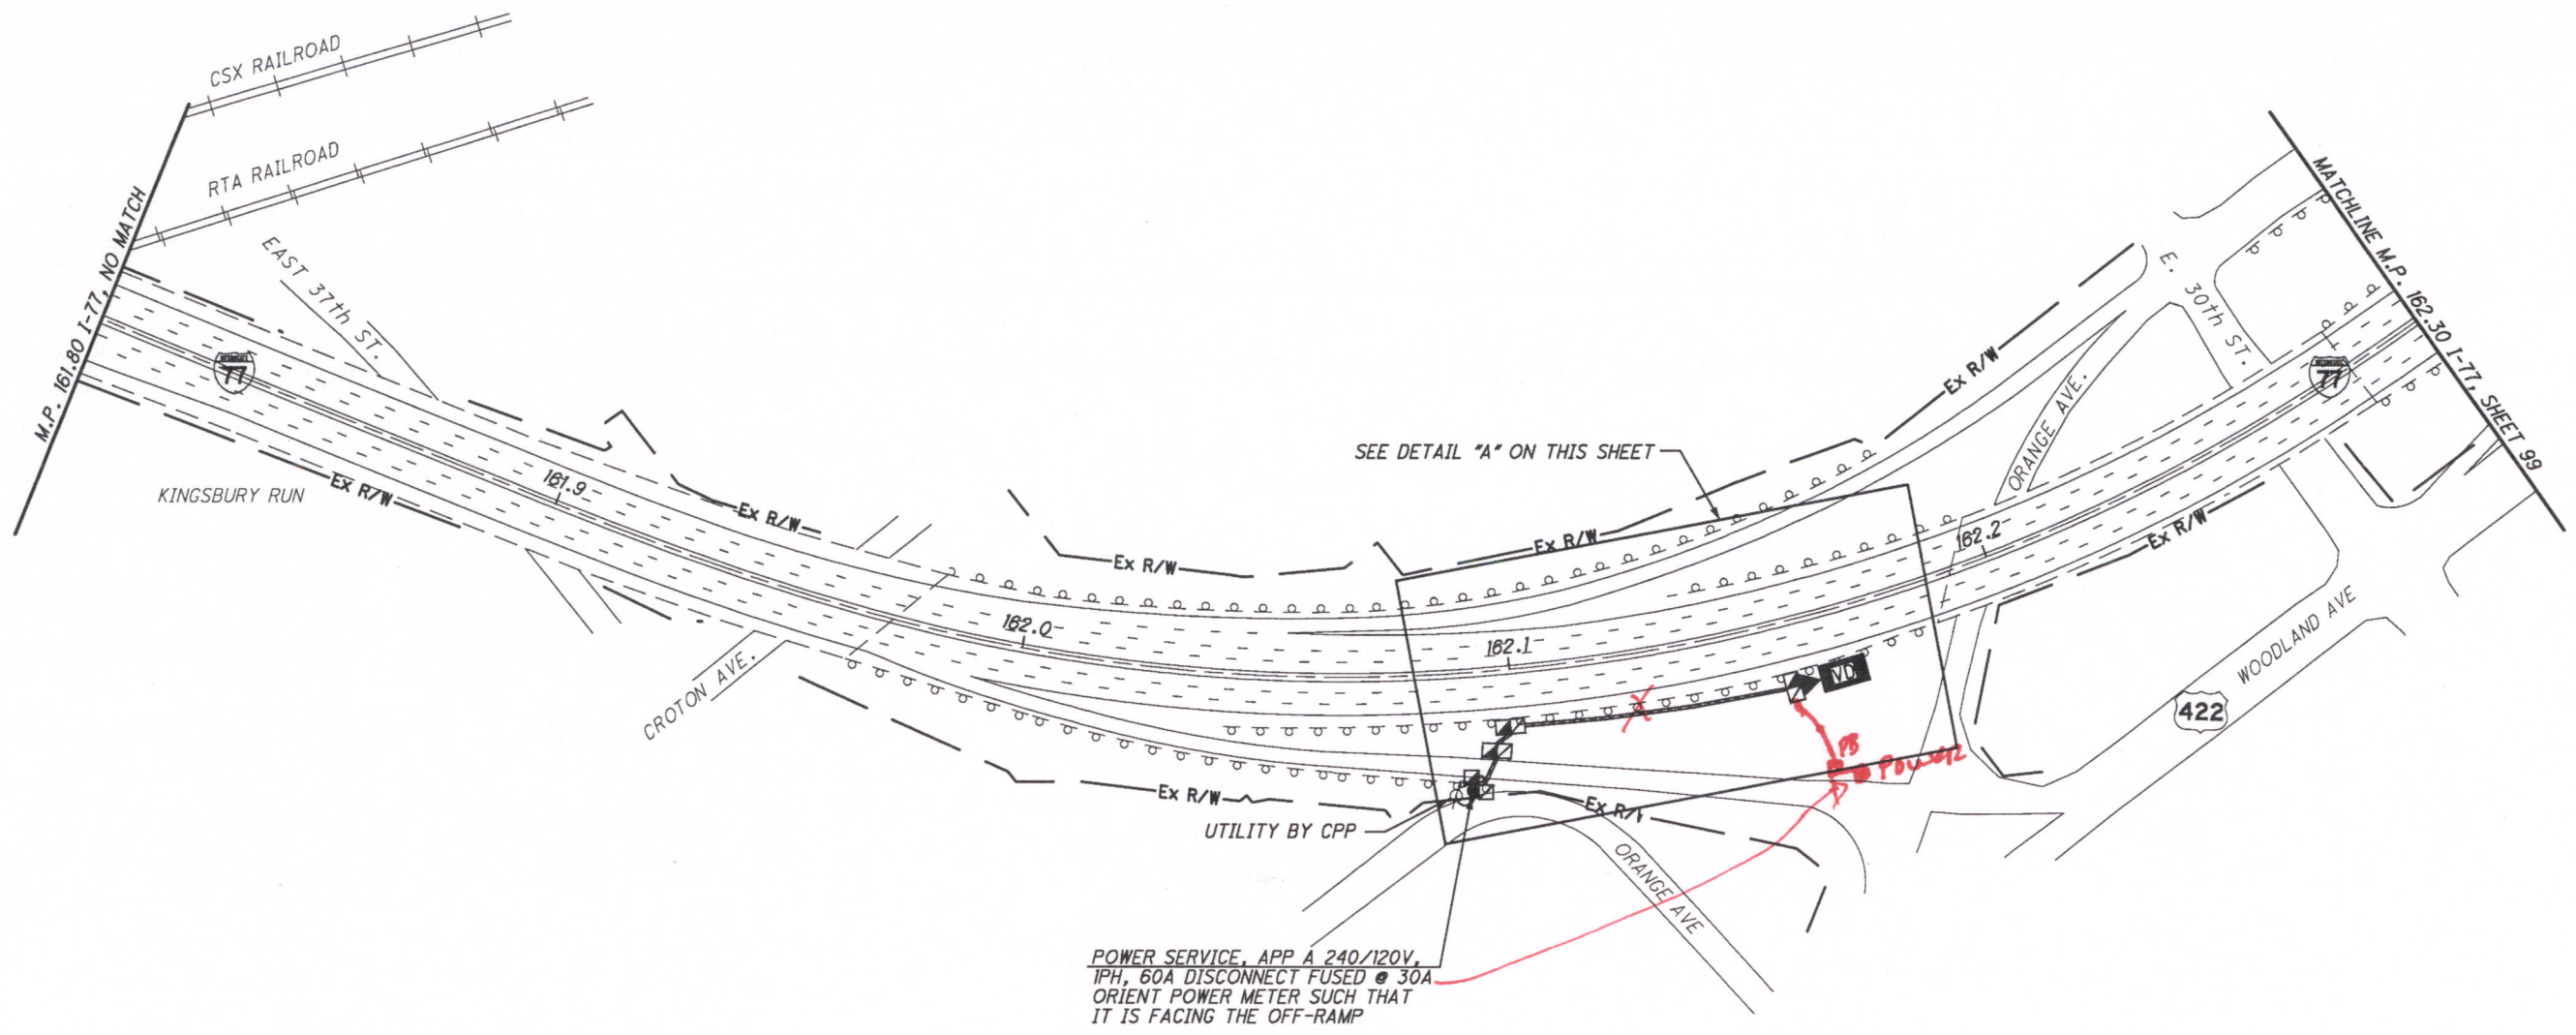 CSX RAILROAD
RTA RAILROAD
M.P. 161.80 I-77, NO MATCH
EAST 37th ST.
INTERSTATE
77
KINGSBURY RUN
Ex R/W
161.9
Ex R/W
CROTON AVE.
162.0
Ex R/W
SEE DETAIL "A" ON THIS SHEET
Ex R/W
162.1
Ex R/W
ORANGE AVE.
162.2
E. 30th ST.
INTERSTATE
77
MATCHLINE M.P. 162.30 I-77, SHEET 99
Ex R/W
WOODLAND AVE
422
VD
X
PB
POWER
Ex R/W
UTILITY BY CPP
Ex R/W
ORANGE AVE
POWER SERVICE, APP A 240/120V,
1PH, 60A DISCONNECT FUSED @ 30A
ORIENT POWER METER SUCH THAT
IT IS FACING THE OFF-RAMP